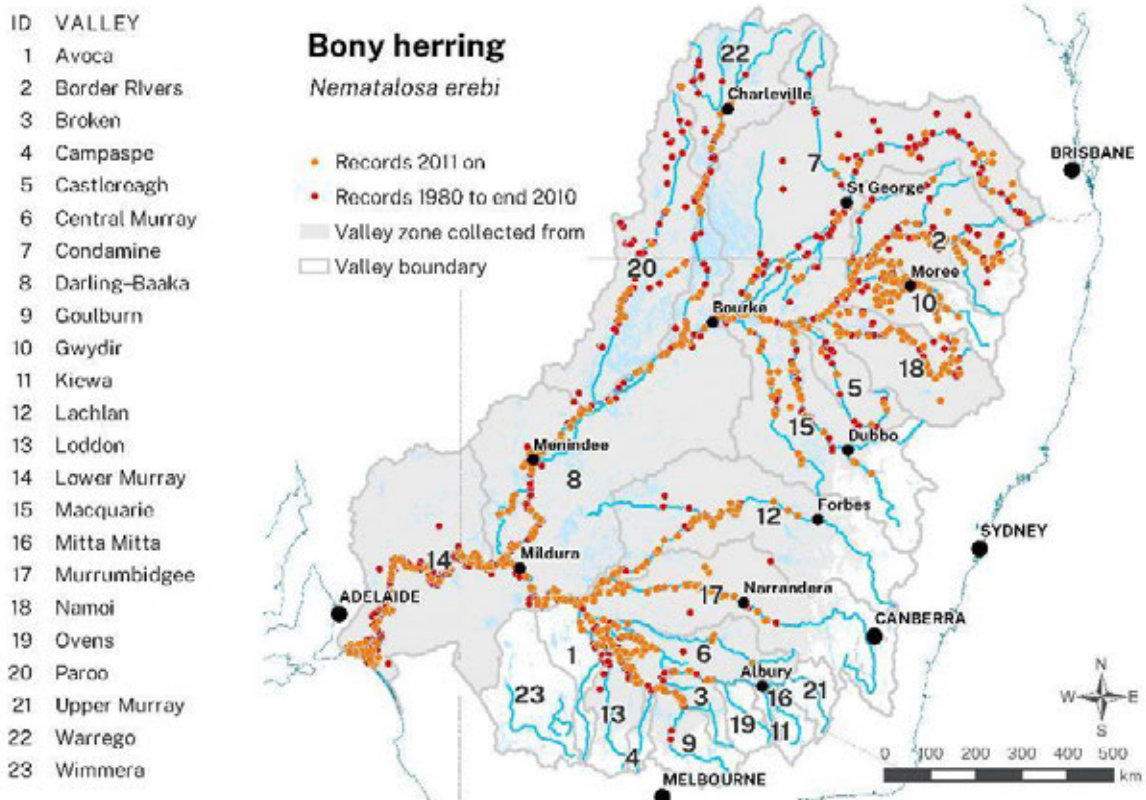 ID VALLEY
1 Avoca
2 Border RIvers
3 Broken
4 Campaspe
5 Castlereagh
6 Central Murray
7 Condamine
8 Darling–Baaka
9 Goulburn
10 Gwydir
11 Kiewa
12 Lachlan
13 Loddon
14 Lower Murray
15 Macquarie
16 Mitta Mitta
17 Murrumbidgee
18 Namoi
19 Ovens
20 Paroo
21 Upper Murray
22 Warrego
23 Wimmera
Bony herring
Nematalosa erebi
Records 2011 on
Records 1980 to end 2010
Valley zone collected from
Valley boundary
22
Charleville
BRISBANE
7
St George
2
20
Moree
10
Bourke
18
5
15
Dubbo
Menindee
8
12
Forbes
SYDNEY
14
Mildura
17
Narrandera
ADELAIDE
CANBERRA
1
6
Albury
23
13
3
16
21
19
11
4
9
MELBOURNE
N
W E
S
0 100 200 300 400 500
km